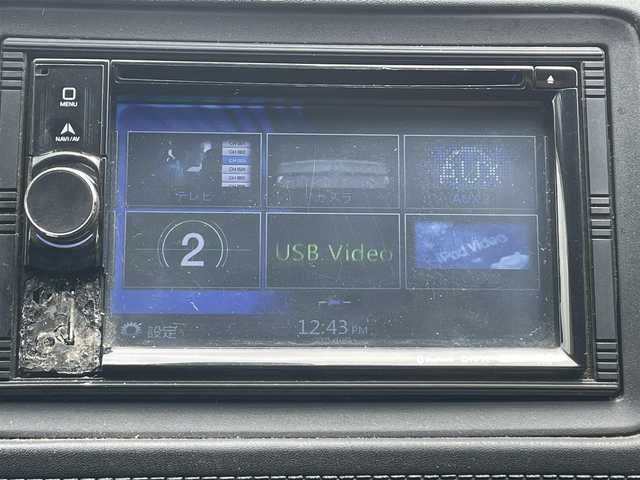 MENU
NAVI/AV
テレビ
カメラ
AUX
AUX
2
USB Video
iPod Video
設定
12:43 PM